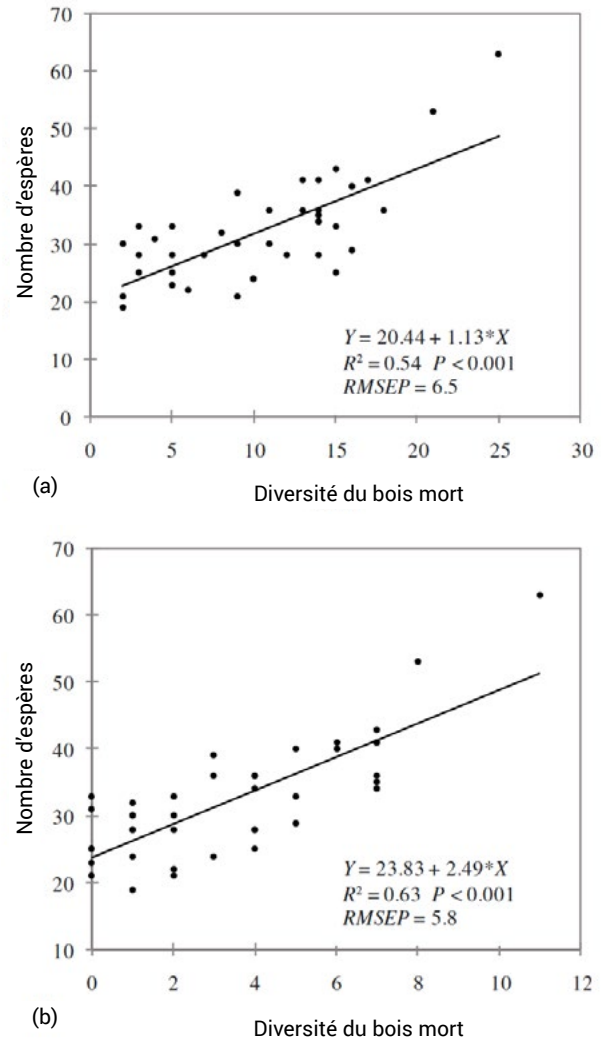 70
60
50
40
30
20
10
0
Nombre d'espères
Y = 20.44 + 1.13*X
R² = 0.54 P < 0.001
RMSEP = 6.5
0 5 10 15 20 25 30
(a)
Diversité du bois mort
70
60
50
40
30
20
10
Nombre d'espères
Y = 23.83 + 2.49*X
R² = 0.63 P < 0.001
RMSEP = 5.8
0 2 4 6 8 10 12
(b)
Diversité du bois mort